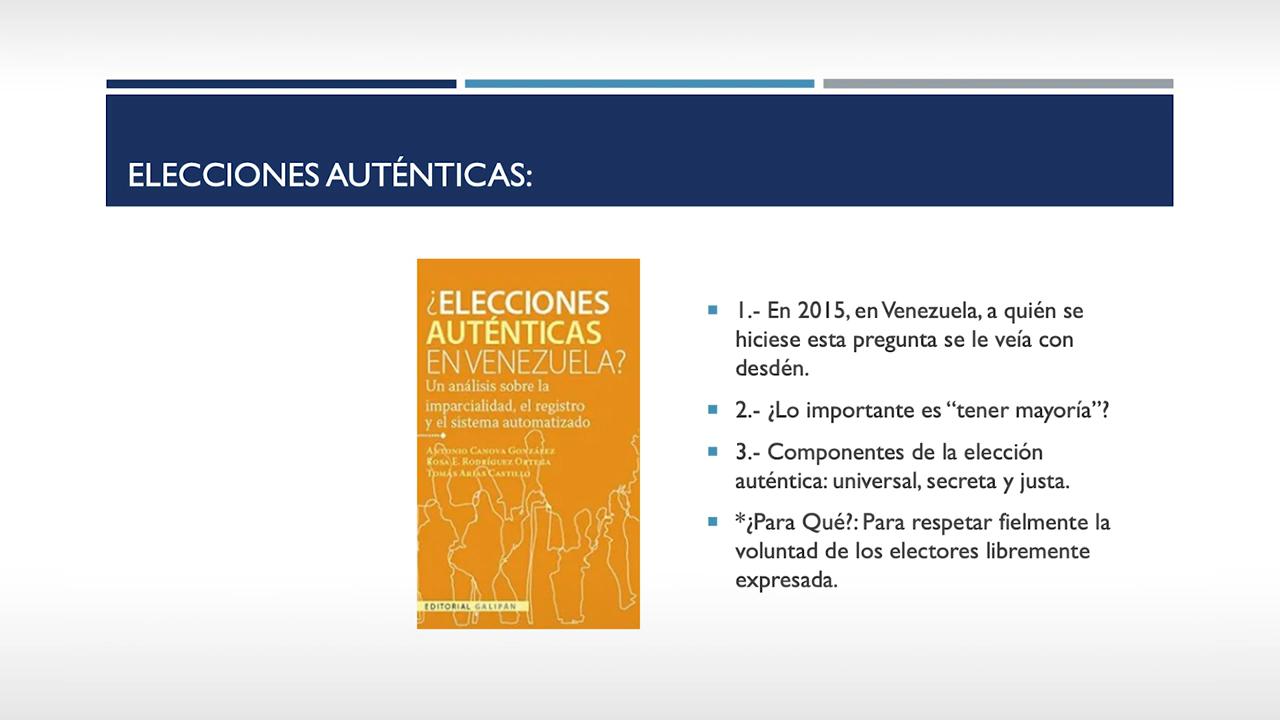 ELECCIONES AUTÉNTICAS:
¿ELECCIONES
AUTÉNTICAS
EN VENEZUELA?
Un análisis sobre la
imparcialidad, el registro
y el sistema automatizado
ANTONIO CANOVA GONZÁLEZ
ROSA E. RODRÍGUEZ ORTEGA
TOMÁS ARIAS CASTILLO
EDITORIAL GALIPÁN
1.- En 2015, en Venezuela, a quién se
hiciese esta pregunta se le veía con
desdén.
2.- ¿Lo importante es “tener mayoría”?
3.- Componentes de la elección
auténtica: universal, secreta y justa.
*¿Para Qué?: Para respetar fielmente la
voluntad de los electores libremente
expresada.